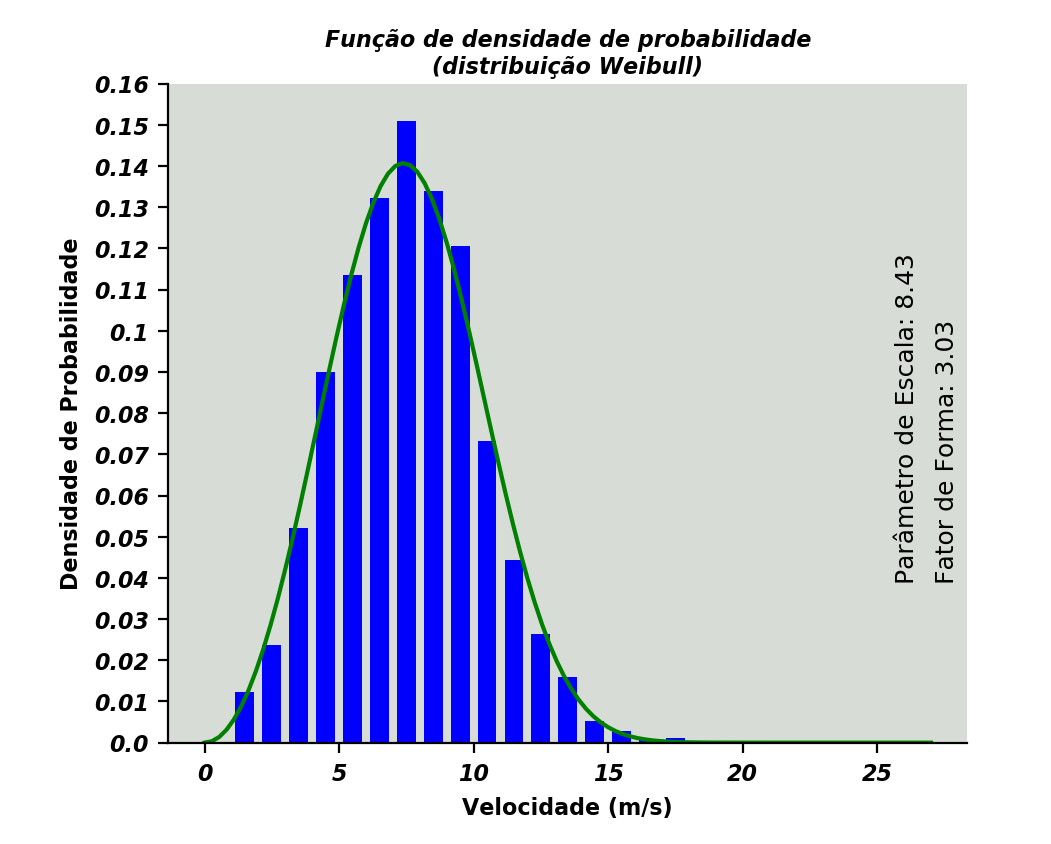 Função de densidade de probabilidade
(distribuição Weibull)
0.16
0.15
0.14
0.13
0.12
0.11
0.1
0.09
0.08
0.07
0.06
0.05
0.04
0.03
0.02
0.01
0.0
Densidade de Probabilidade
Parâmetro de Escala: 8.43
Fator de Forma: 3.03
0 5 10 15 20 25
Velocidade (m/s)